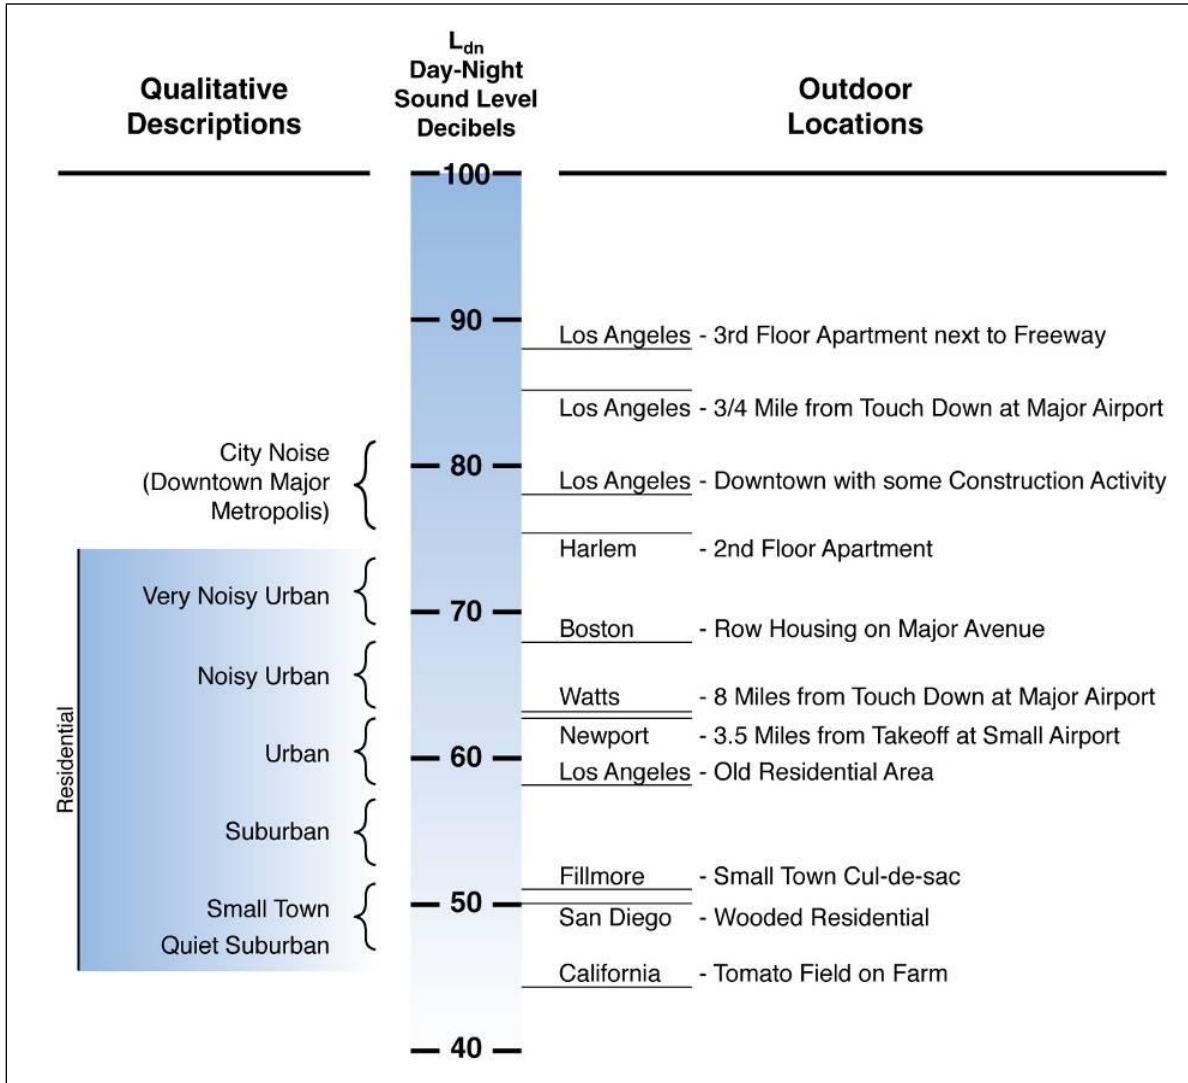 Qualitative
Descriptions
L_dn
Day-Night
Sound Level
Decibels
Outdoor
Locations
100
90
Los Angeles - 3rd Floor Apartment next to Freeway
Los Angeles - 3/4 Mile from Touch Down at Major Airport
City Noise
(Downtown Major
Metropolis)
80
Los Angeles - Downtown with some Construction Activity
Harlem - 2nd Floor Apartment
Residential
Very Noisy Urban
70
Boston - Row Housing on Major Avenue
Noisy Urban
Watts - 8 Miles from Touch Down at Major Airport
Newport - 3.5 Miles from Takeoff at Small Airport
Urban
60
Los Angeles - Old Residential Area
Suburban
Fillmore - Small Town Cul-de-sac
Small Town
Quiet Suburban
50
San Diego - Wooded Residential
California - Tomato Field on Farm
40